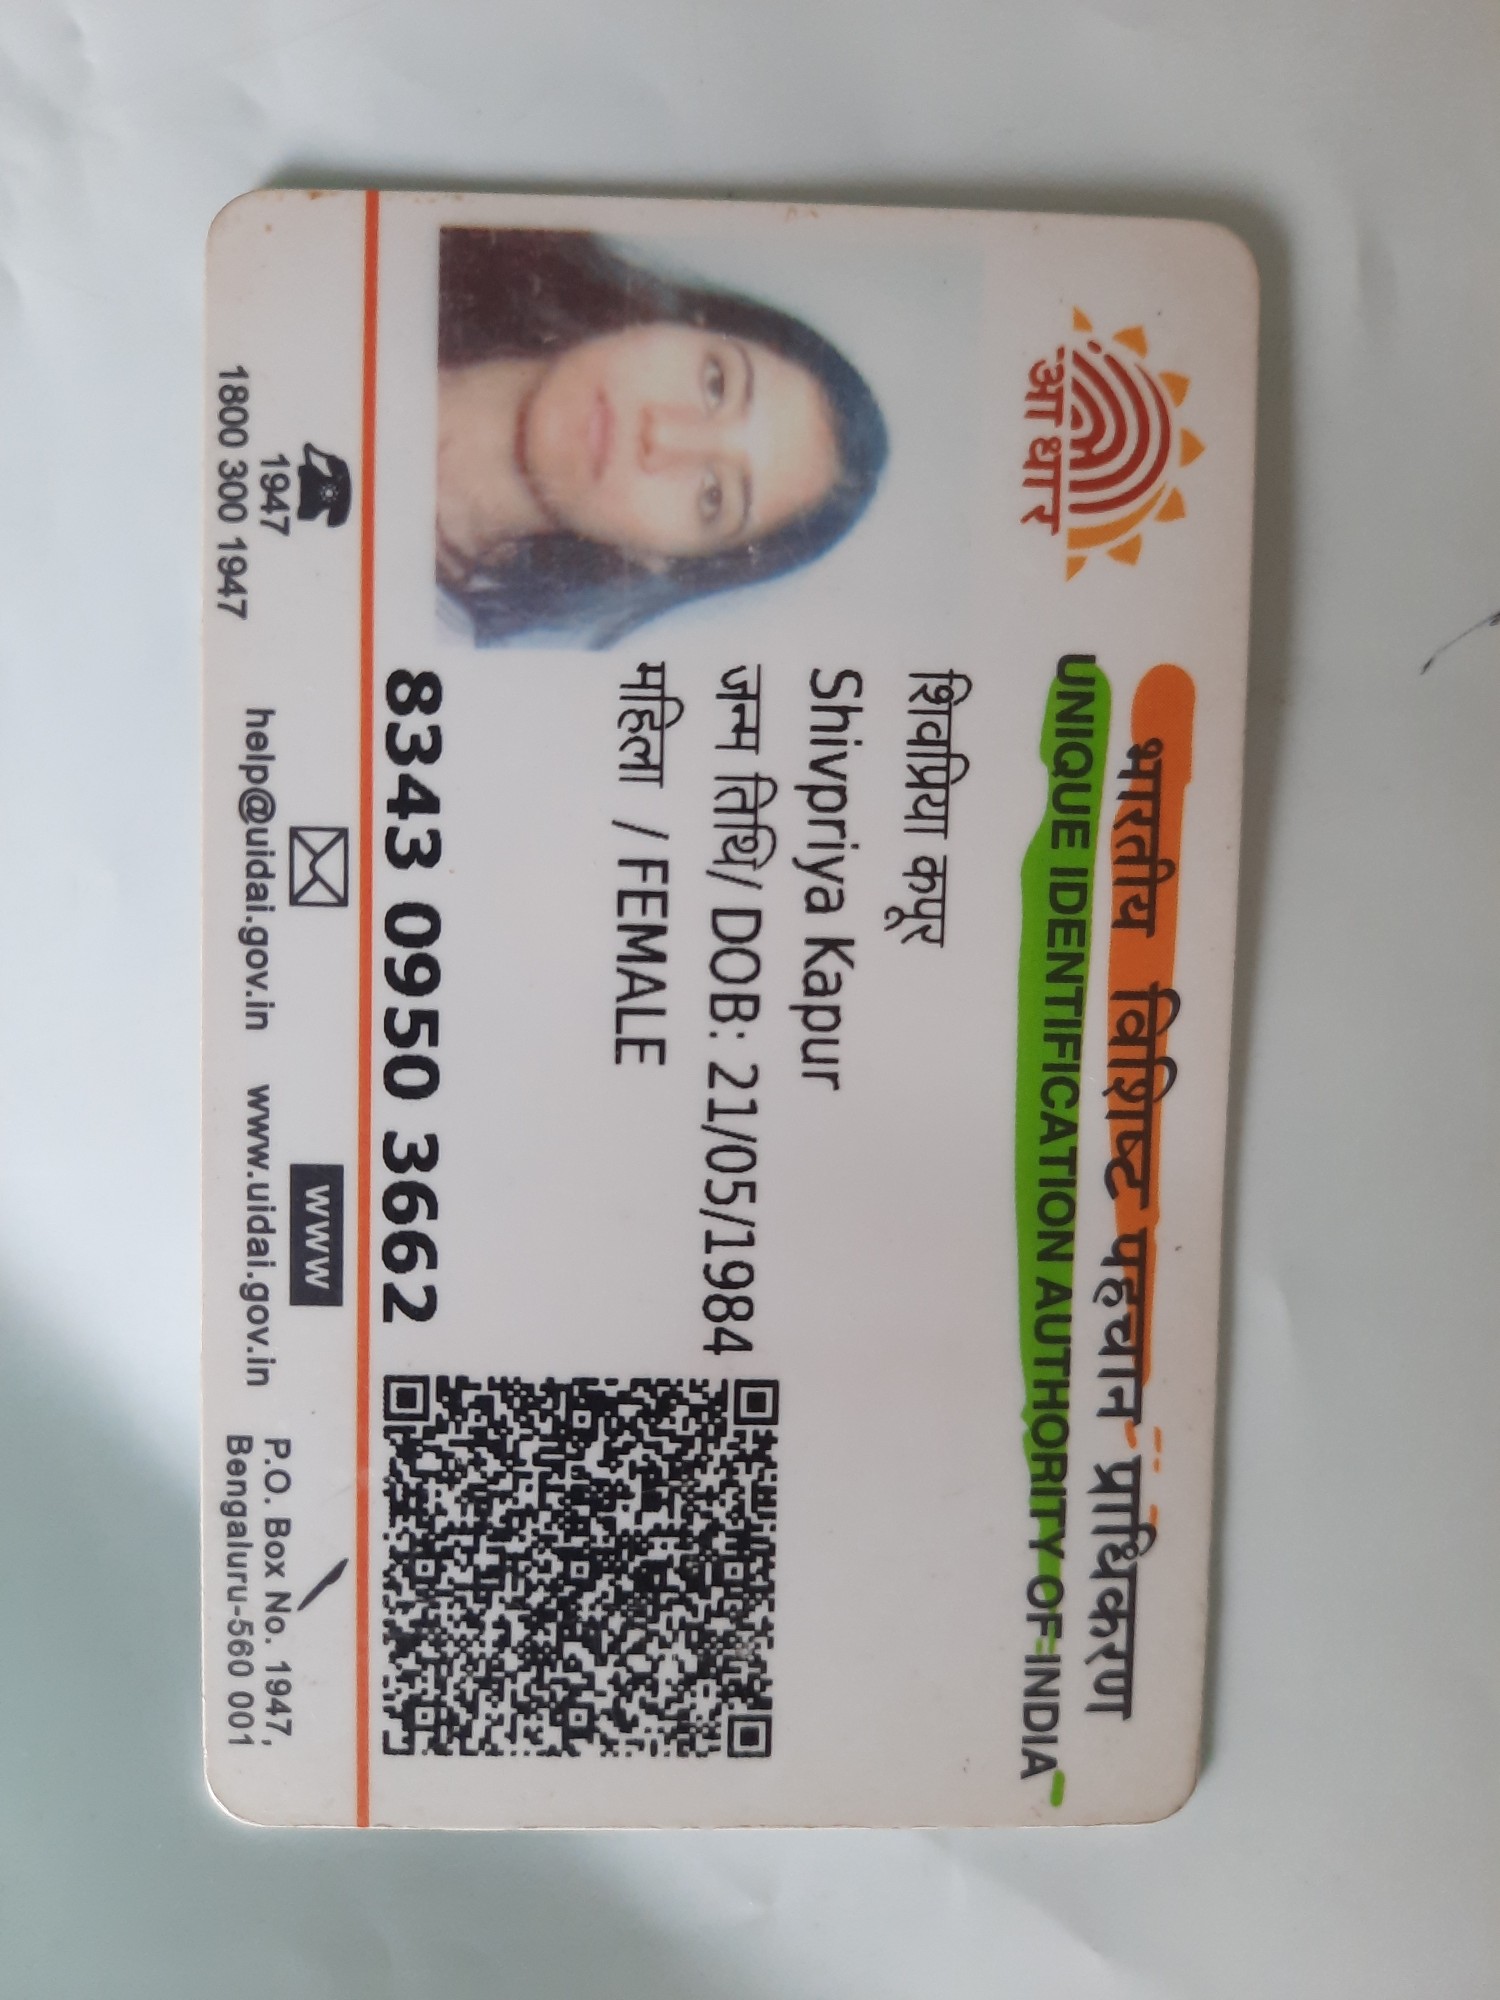 भारतीय विशिष्ट पहचान प्राधिकरण
UNIQUE IDENTIFICATION AUTHORITY OF INDIA
आधार
शिवप्रिया कपूर
Shivpriya Kapur
जन्म तिथि/ DOB: 21/05/1984
महिला / FEMALE
8343 0950 3662
1947
1800 300 1947
help@uidai.gov.in
www
www.uidai.gov.in
P.O. Box No. 1947,
Bengaluru-560 001